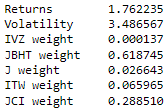 Returns 1.762235
Volatility 3.486567
IVZ weight 0.000137
JBHT weight 0.618745
J weight 0.026643
ITW weight 0.065965
JCI weight 0.288510